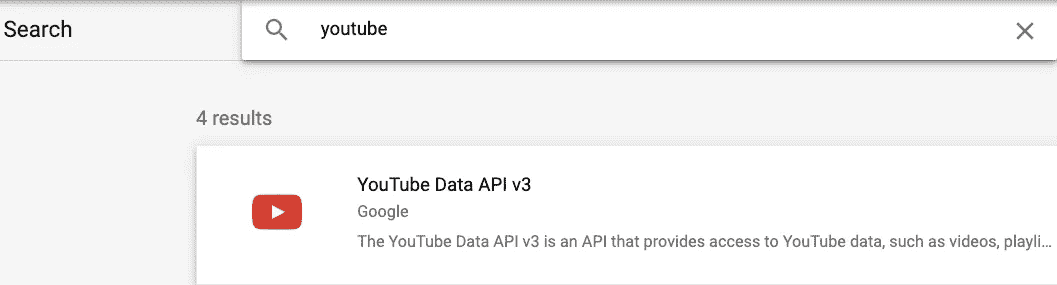 Search
youtube
4 results
YouTube Data API v3
Google
The YouTube Data API v3 is an API that provides access to YouTube data, such as videos, playli...